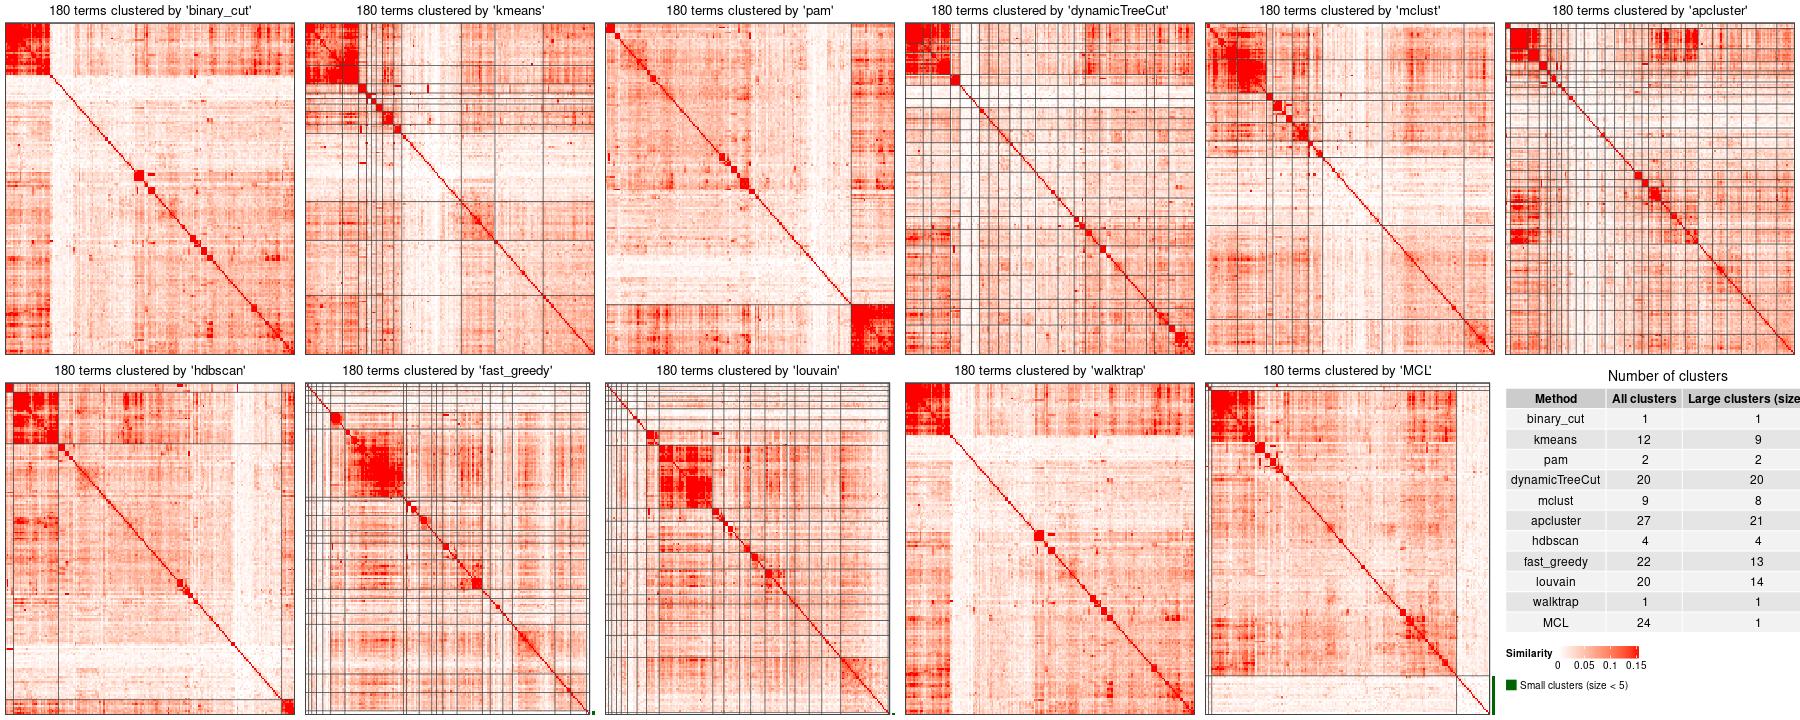 180 terms clustered by 'binary_cut'
180 terms clustered by 'kmeans'
180 terms clustered by 'pam'
180 terms clustered by 'dynamicTreeCut'
180 terms clustered by 'mclust'
180 terms clustered by 'apcluster'
180 terms clustered by 'hdbscan'
180 terms clustered by 'fast_greedy'
180 terms clustered by 'louvain'
180 terms clustered by 'walktrap'
180 terms clustered by 'MCL'
Number of clusters
Method All clusters Large clusters (size
binary_cut 1 1
kmeans 12 9
pam 2 2
dynamicTreeCut 20 20
mclust 9 8
apcluster 27 21
hdbscan 4 4
fast_greedy 22 13
louvain 20 14
walktrap 1 1
MCL 24 1
Similarity
0 0.05 0.1 0.15
Small clusters (size < 5)